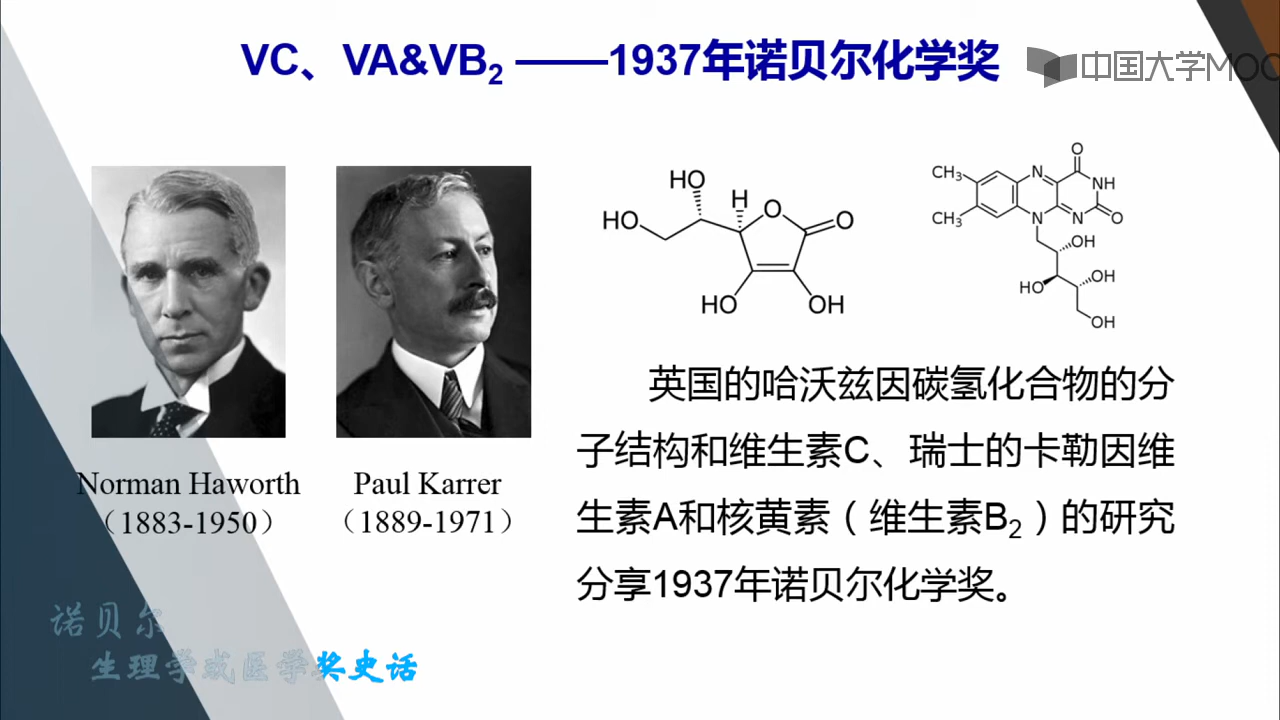 VC、VA&VB2 ——1937年诺贝尔化学奖
中国大学MOO
HO
HO
H
O
O
HO
OH
O
CH3
N
NH
CH3
N
N
O
OH
HO
OH
OH
英国的哈沃兹因碳氢化合物的分
子结构和维生素C、瑞士的卡勒因维
生素A和核黄素（维生素B2）的研究
分享1937年诺贝尔化学奖。
Norman Haworth
（1883-1950）
Paul Karrer
（1889-1971）
诺贝尔
生理学或医学奖史话